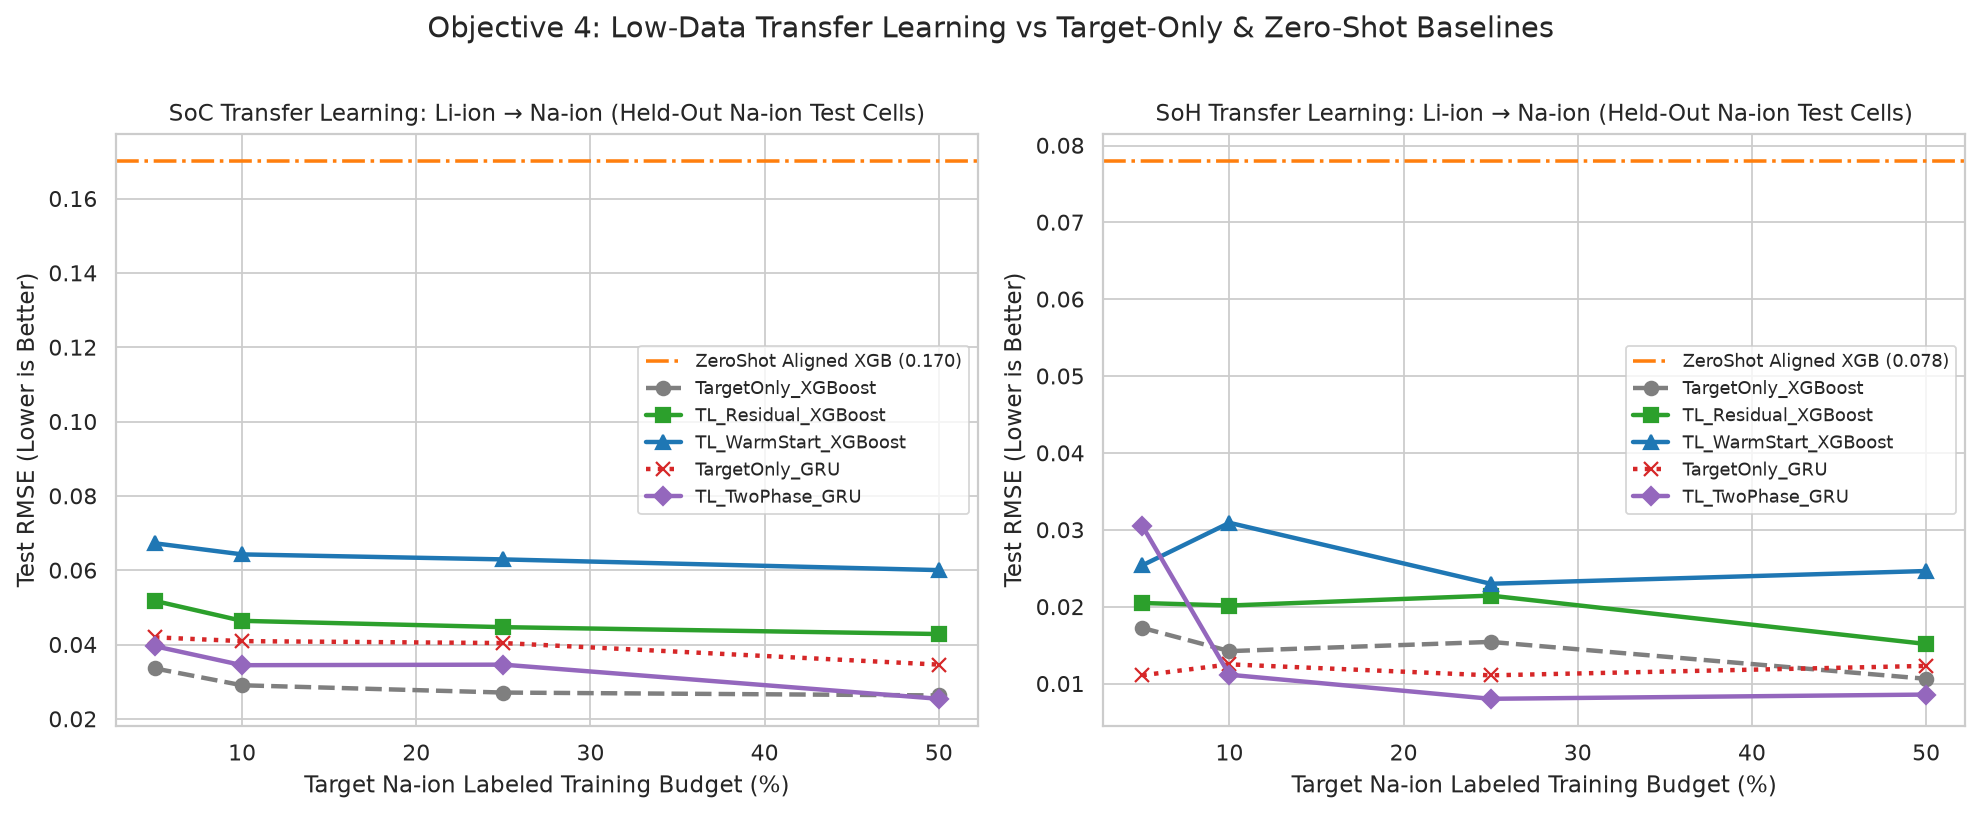 Objective 4: Low-Data Transfer Learning vs Target-Only & Zero-Shot Baselines
SoC Transfer Learning: Li-ion → Na-ion (Held-Out Na-ion Test Cells)
Test RMSE (Lower is Better)
0.16
0.14
0.12
0.10
0.08
0.06
0.04
0.02
ZeroShot Aligned XGB (0.170)
TargetOnly_XGBoost
TL_Residual_XGBoost
TL_WarmStart_XGBoost
TargetOnly_GRU
TL_TwoPhase_GRU
10 20 30 40 50
Target Na-ion Labeled Training Budget (%)
SoH Transfer Learning: Li-ion → Na-ion (Held-Out Na-ion Test Cells)
Test RMSE (Lower is Better)
0.08
0.07
0.06
0.05
0.04
0.03
0.02
0.01
ZeroShot Aligned XGB (0.078)
TargetOnly_XGBoost
TL_Residual_XGBoost
TL_WarmStart_XGBoost
TargetOnly_GRU
TL_TwoPhase_GRU
10 20 30 40 50
Target Na-ion Labeled Training Budget (%)